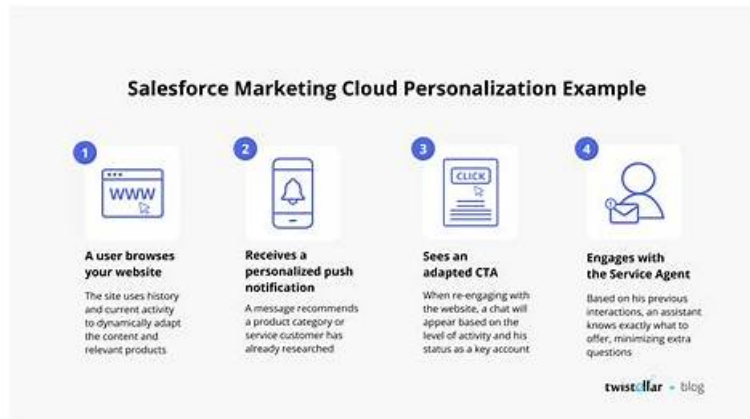 Salesforce Marketing Cloud Personalization Example
1
WWW
A user browses
your website
The site uses history
and current activity
to dynamically adapt
the content and
relevant products
2
Receives a
personalized push
notification
A message recommends
a product category or
service customer has
already researched
3
CLICK
Sees an
adapted CTA
When re-engaging with
the website, a chat will
appear based on the
level of activity and his
status as a key account
4
Engages with
the Service Agent
Based on his previous
interactions, an assistant
knows exactly what to
offer, minimizing extra
questions
twistellar - blog